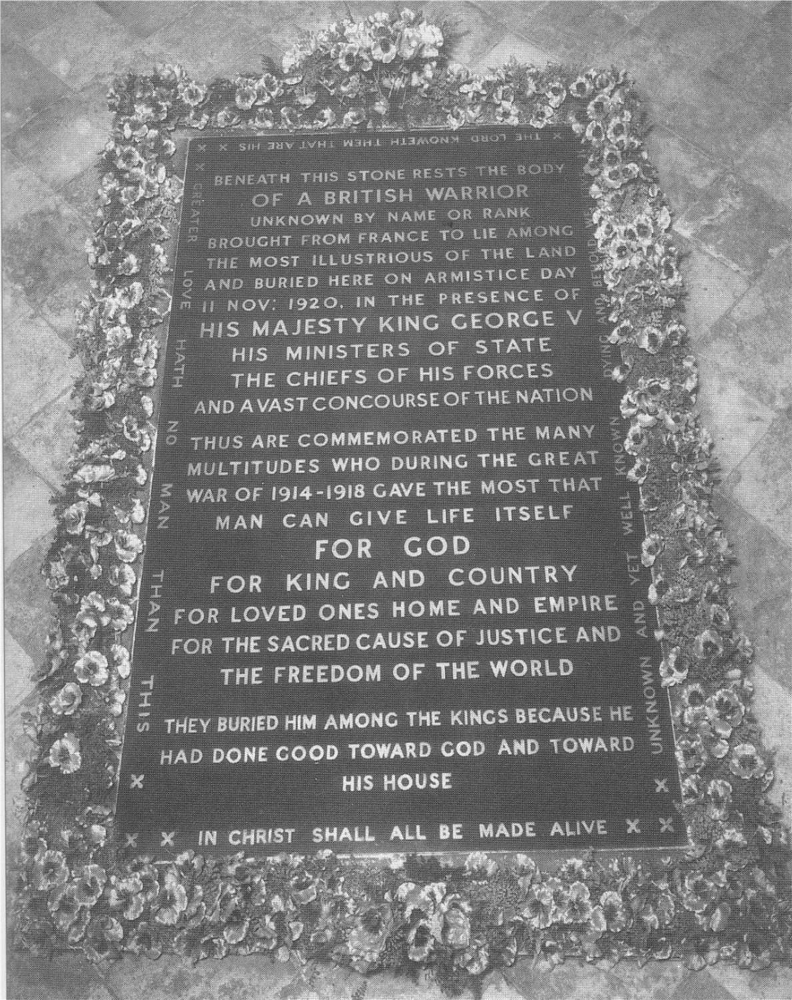 X THE LORD KNOWETH THEM THAT ARE HIS X X
BENEATH THIS STONE RESTS THE BODY
OF A BRITISH WARRIOR
UNKNOWN BY NAME OR RANK
BROUGHT FROM FRANCE TO LIE AMONG
THE MOST ILLUSTRIOUS OF THE LAND
AND BURIED HERE ON ARMISTICE DAY
11 NOV: 1920, IN THE PRESENCE OF
HIS MAJESTY KING GEORGE V
HIS MINISTERS OF STATE
THE CHIEFS OF HIS FORCES
AND A VAST CONCOURSE OF THE NATION
THUS ARE COMMEMORATED THE MANY
MULTITUDES WHO DURING THE GREAT
WAR OF 1914-1918 GAVE THE MOST THAT
MAN CAN GIVE LIFE ITSELF
FOR GOD
FOR KING AND COUNTRY
FOR LOVED ONES HOME AND EMPIRE
FOR THE SACRED CAUSE OF JUSTICE AND
THE FREEDOM OF THE WORLD
THEY BURIED HIM AMONG THE KINGS BECAUSE HE
HAD DONE GOOD TOWARD GOD AND TOWARD
HIS HOUSE
X X IN CHRIST SHALL ALL BE MADE ALIVE X X
X GREATER LOVE HATH NO MAN THAN THIS X
X UNKNOWN AND YET WELL KNOWN DYING AND BEHOLD WE